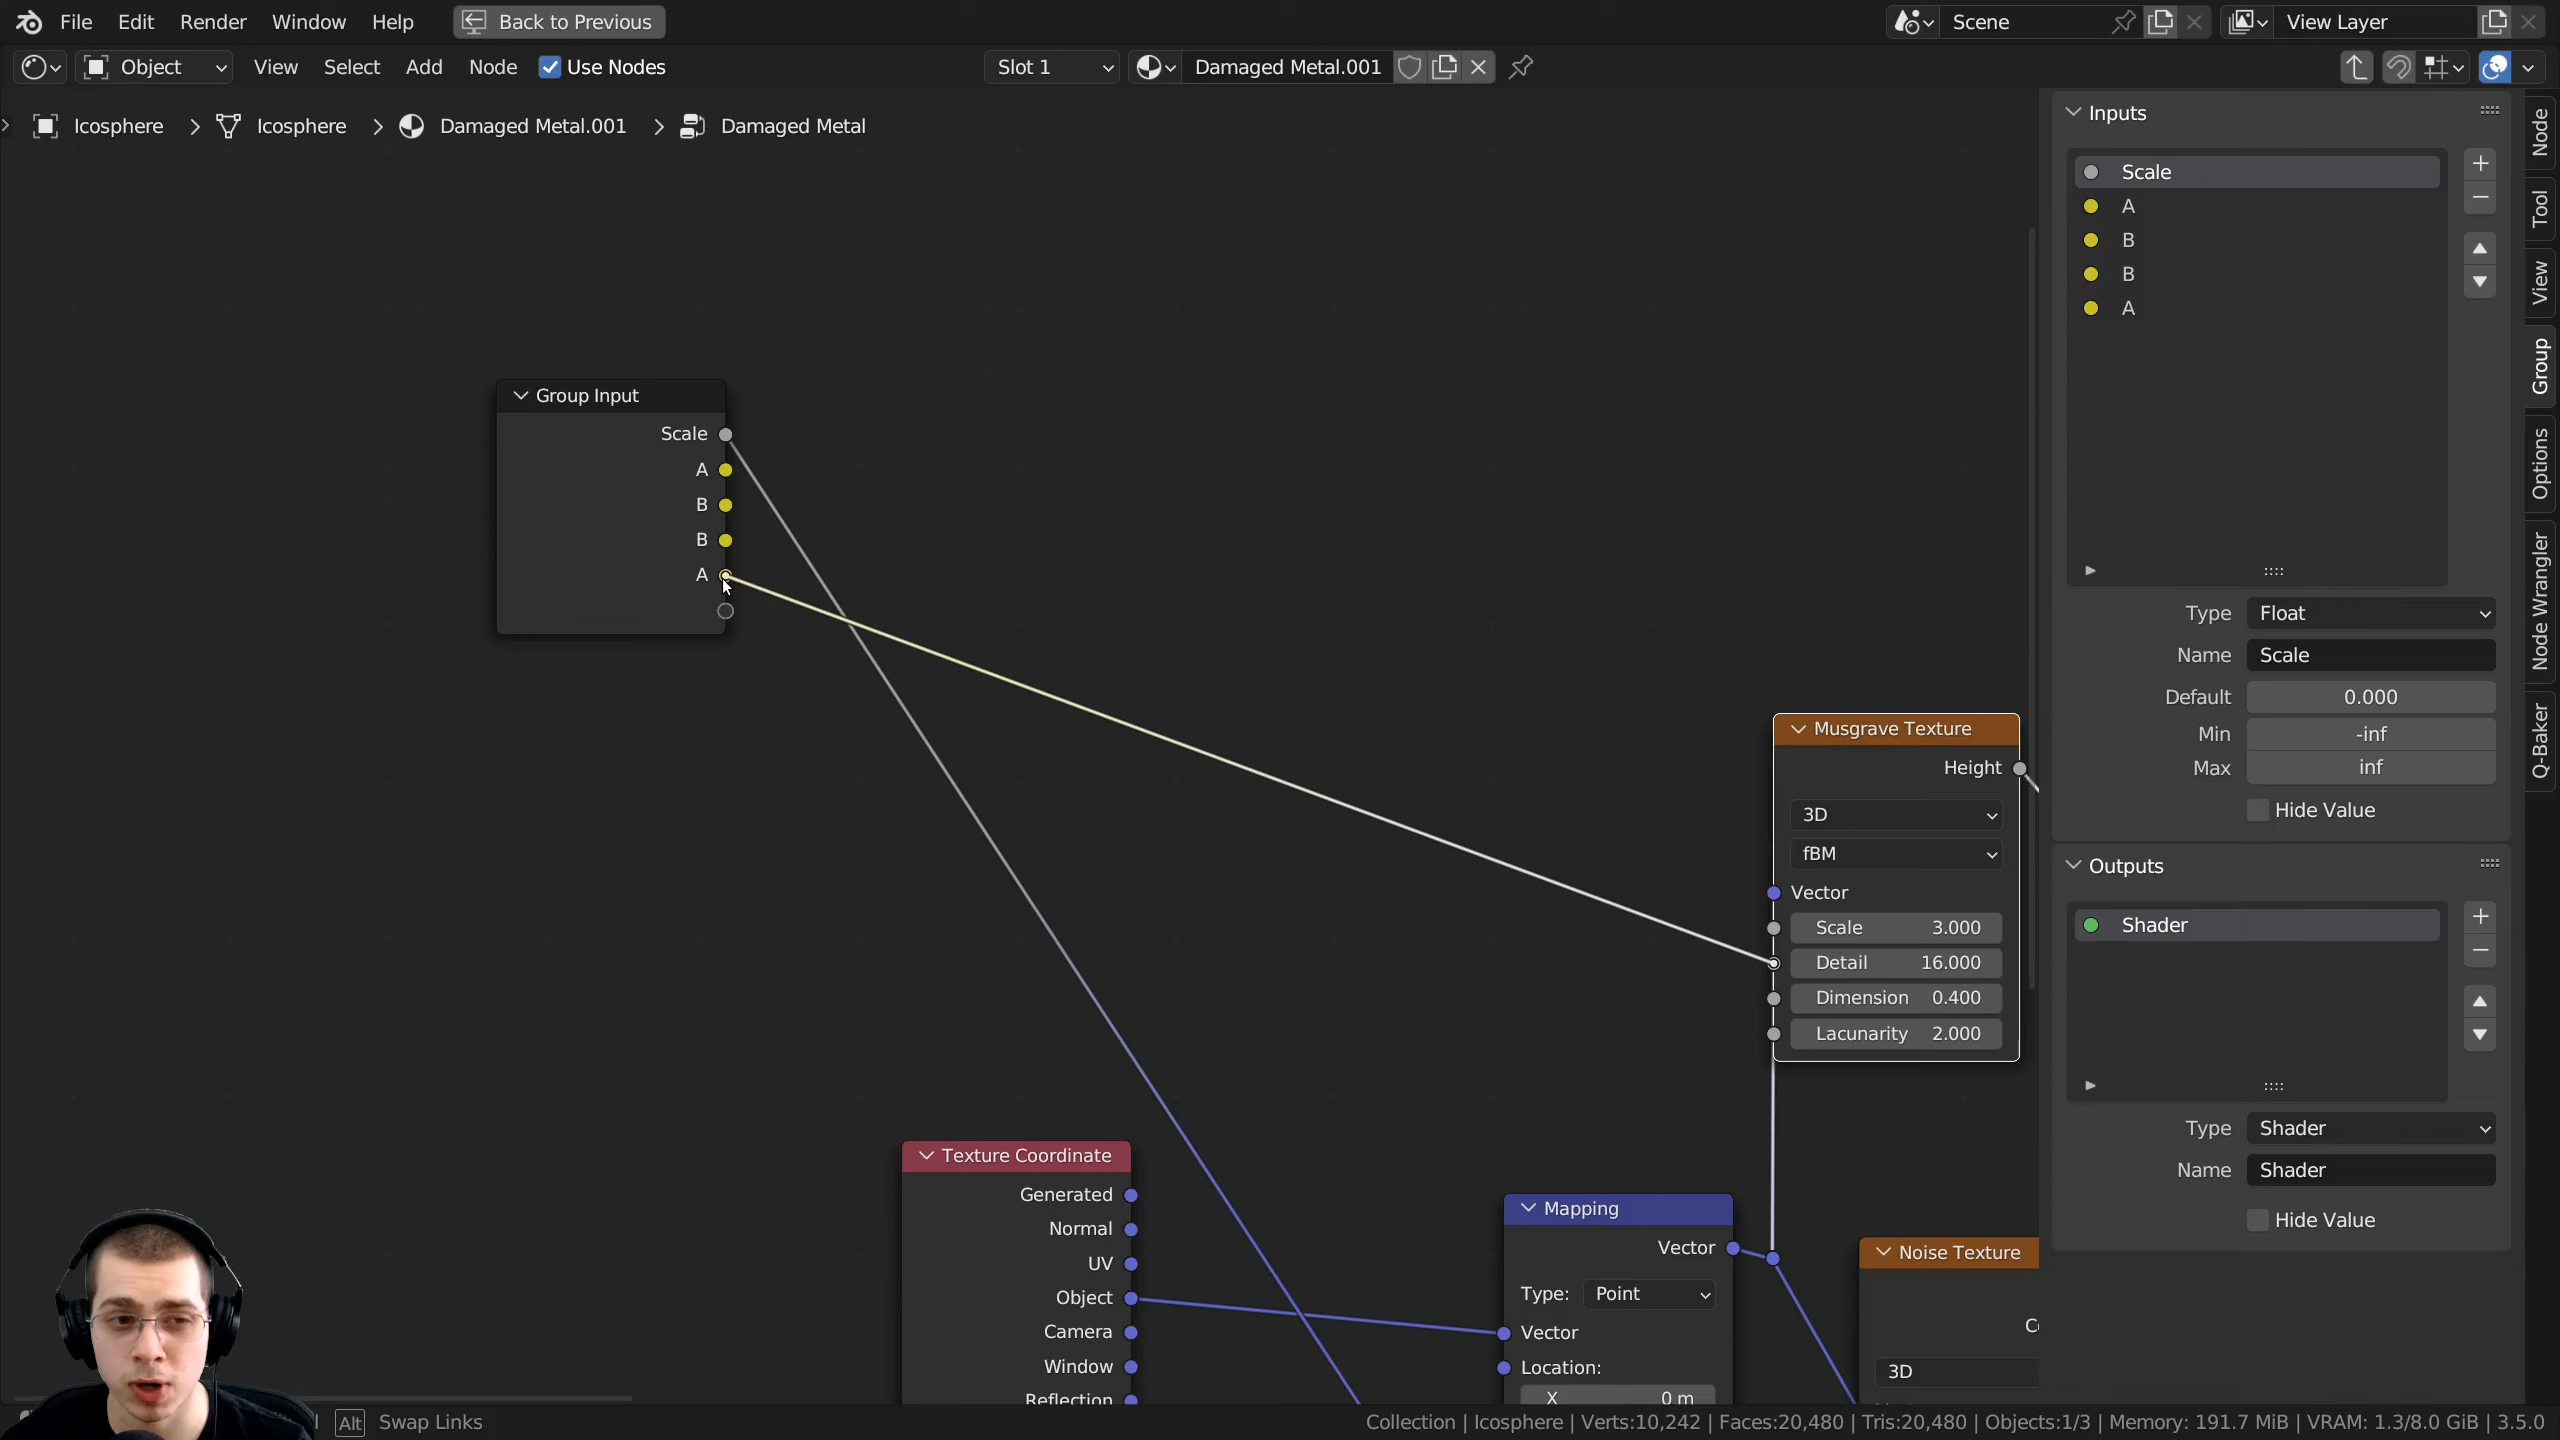 File Edit Render Window Help Back to Previous Scene View Layer
Object View Select Add Node Use Nodes Slot 1 Damaged Metal.001
Icosphere Icosphere Damaged Metal.001 Damaged Metal
Group Input
Scale
A
B
B
A
Musgrave Texture
Height
3D
fBM
Vector
Scale 3.000
Detail 16.000
Dimension 0.400
Lacunarity 2.000
Texture Coordinate
Generated
Normal
UV
Object
Camera
Window
Reflection
Mapping
Vector
Type: Point
Vector
Location:
X 0 m
Noise Texture
3D
Inputs
Scale
A
B
B
A
Type Float
Name Scale
Default 0.000
Min -inf
Max inf
Hide Value
Outputs
Shader
Type Shader
Name Shader
Hide Value
Node
Tool
View
Group
Options
Node Wrangler
Q-Baker
Alt Swap Links
Collection | Icosphere | Verts:10,242 | Faces:20,480 | Tris:20,480 | Objects:1/3 | Memory: 191.7 MiB | VRAM: 1.3/8.0 GiB | 3.5.0